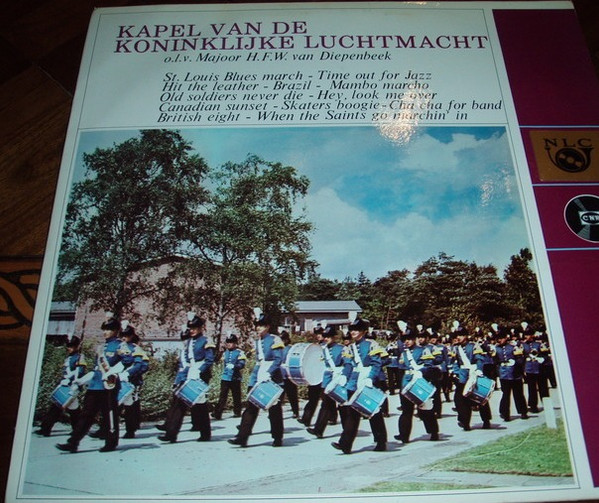 KAPEL VAN DE
KONINKLIJKE LUCHTMACHT
o.l.v. Majoor H.F.W. van Diepenbeek
St. Louis Blues march - Time out for Jazz
Hit the leather - Brazil - Mambo marcho
Old soldiers never die - Hey, look me over
Canadian sunset - Skaters boogie - Cha cha for band
British eight - When the Saints go marchin' in
NLC
CNR